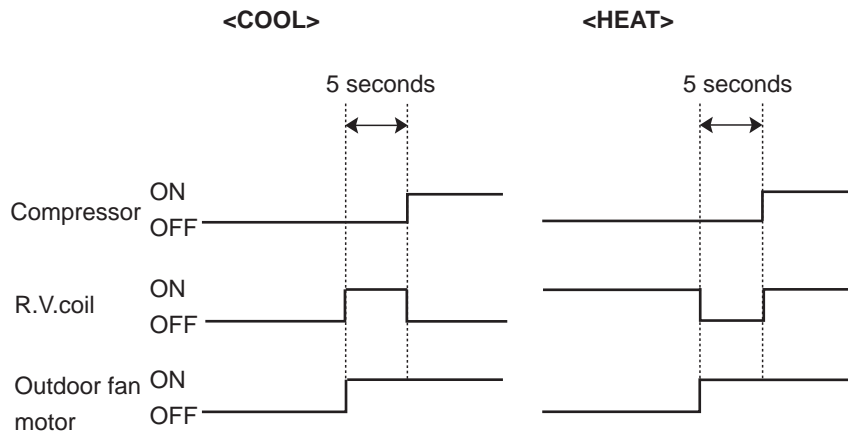 <COOL> <HEAT>
5 seconds 5 seconds
Compressor ON
OFF
R.V.coil ON
OFF
Outdoor fan ON
motor OFF